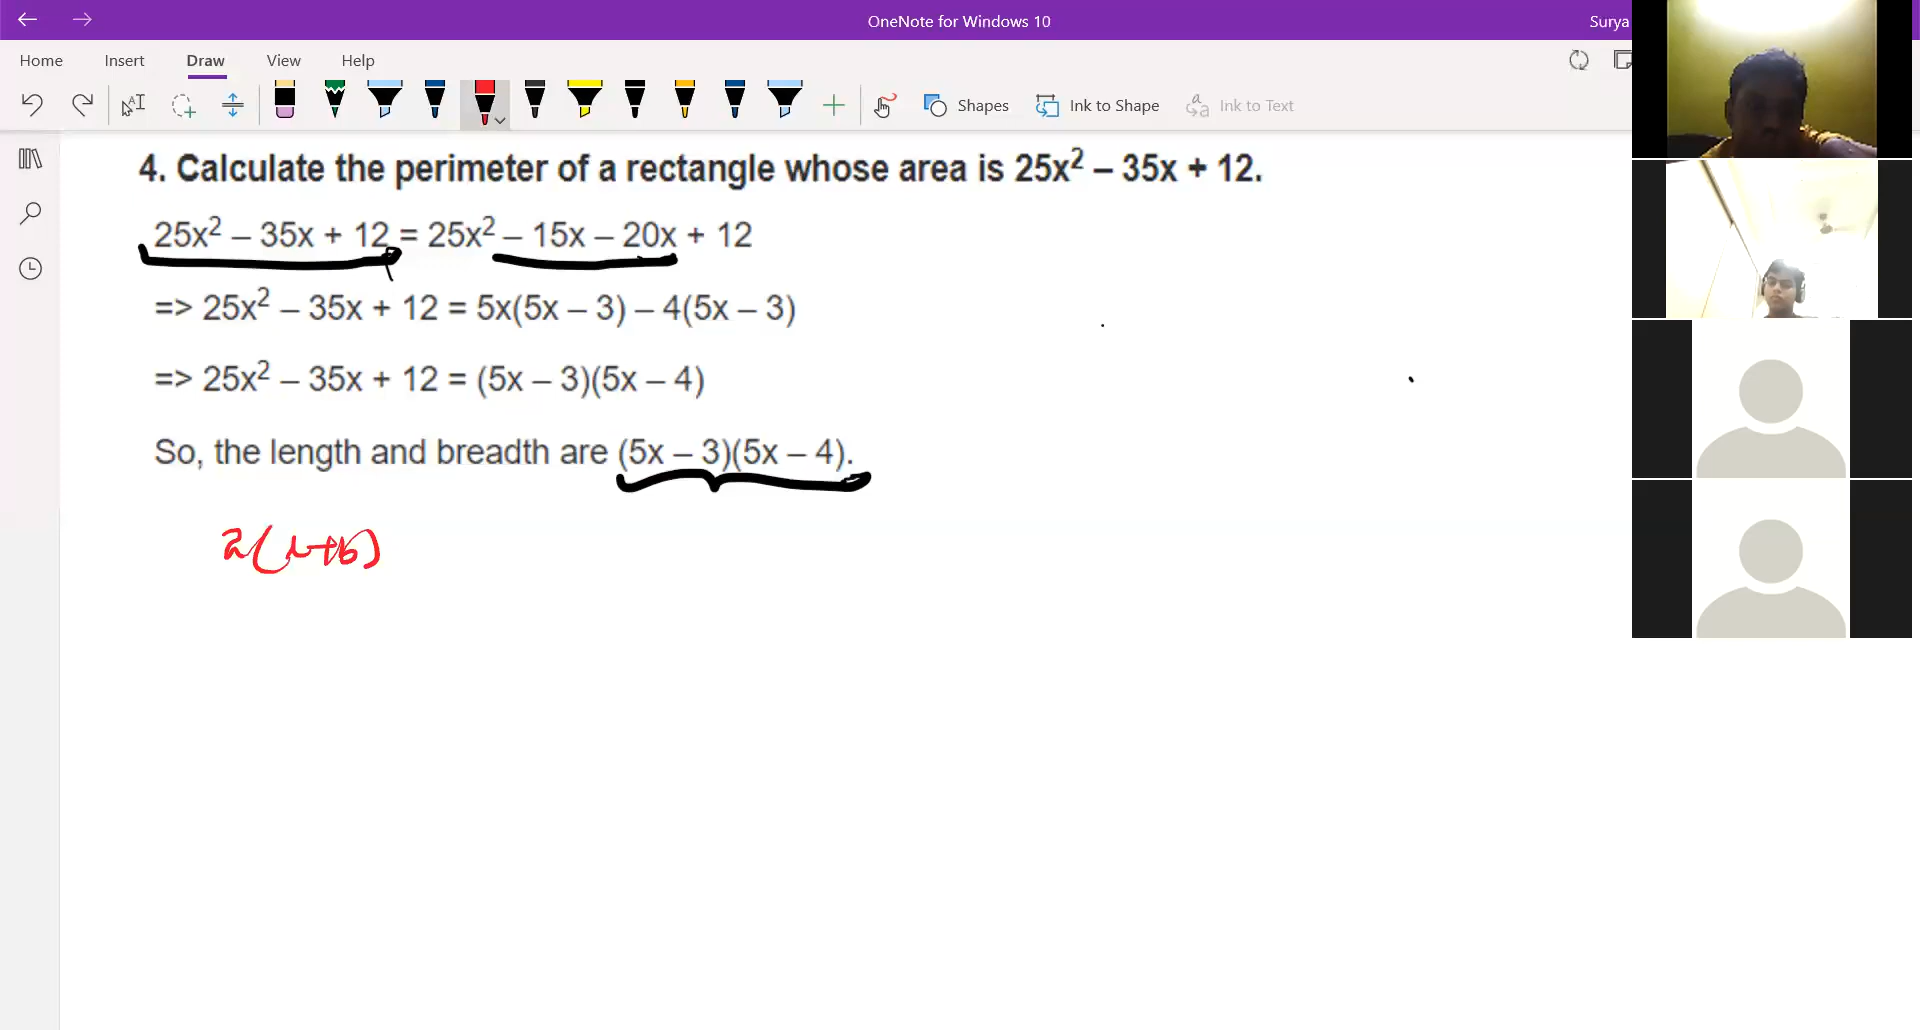 OneNote for Windows 10
Surya
Home Insert Draw View Help
Shapes Ink to Shape Ink to Text
4. Calculate the perimeter of a rectangle whose area is 25x² – 35x + 12.
25x² – 35x + 12 = 25x² – 15x – 20x + 12
=> 25x² – 35x + 12 = 5x(5x – 3) – 4(5x – 3)
=> 25x² – 35x + 12 = (5x – 3)(5x – 4)
So, the length and breadth are (5x – 3)(5x – 4).
2(l+b)